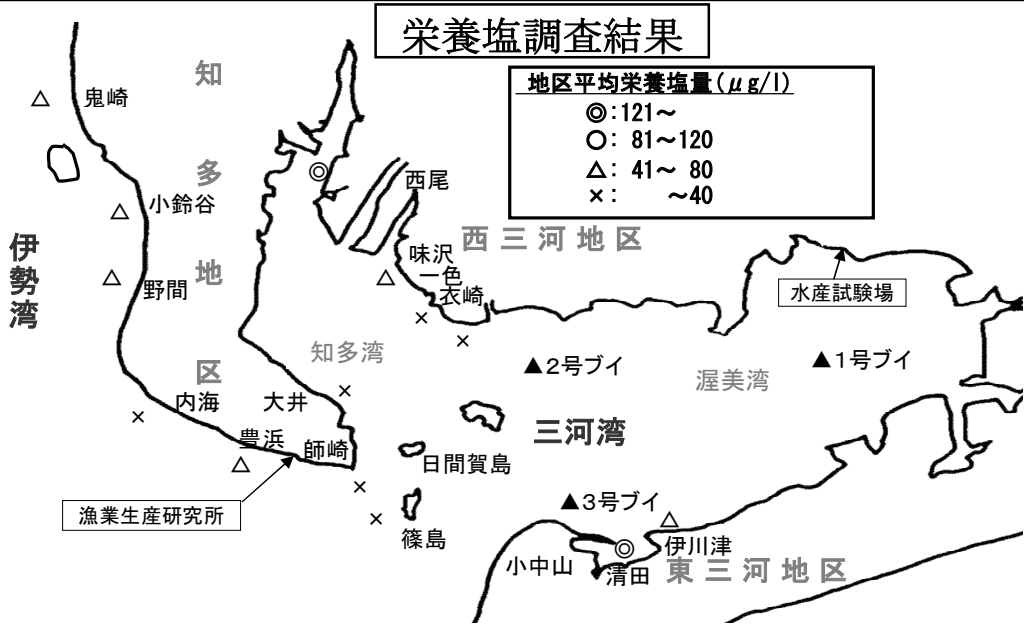 栄養塩調査結果
地区平均栄養塩量(μg/l)
◎:121~
○: 81~120
△: 41~ 80
×: ~40
知多地区
鬼崎
小鈴谷
伊勢湾
野間
西尾
西三河地区
味沢
一色
衣崎
水産試験場
知多湾
▲2号ブイ
渥美湾
▲1号ブイ
内海
大井
三河湾
豊浜
師崎
日間賀島
漁業生産研究所
篠島
▲3号ブイ
小中山
清田
伊川津
東三河地区